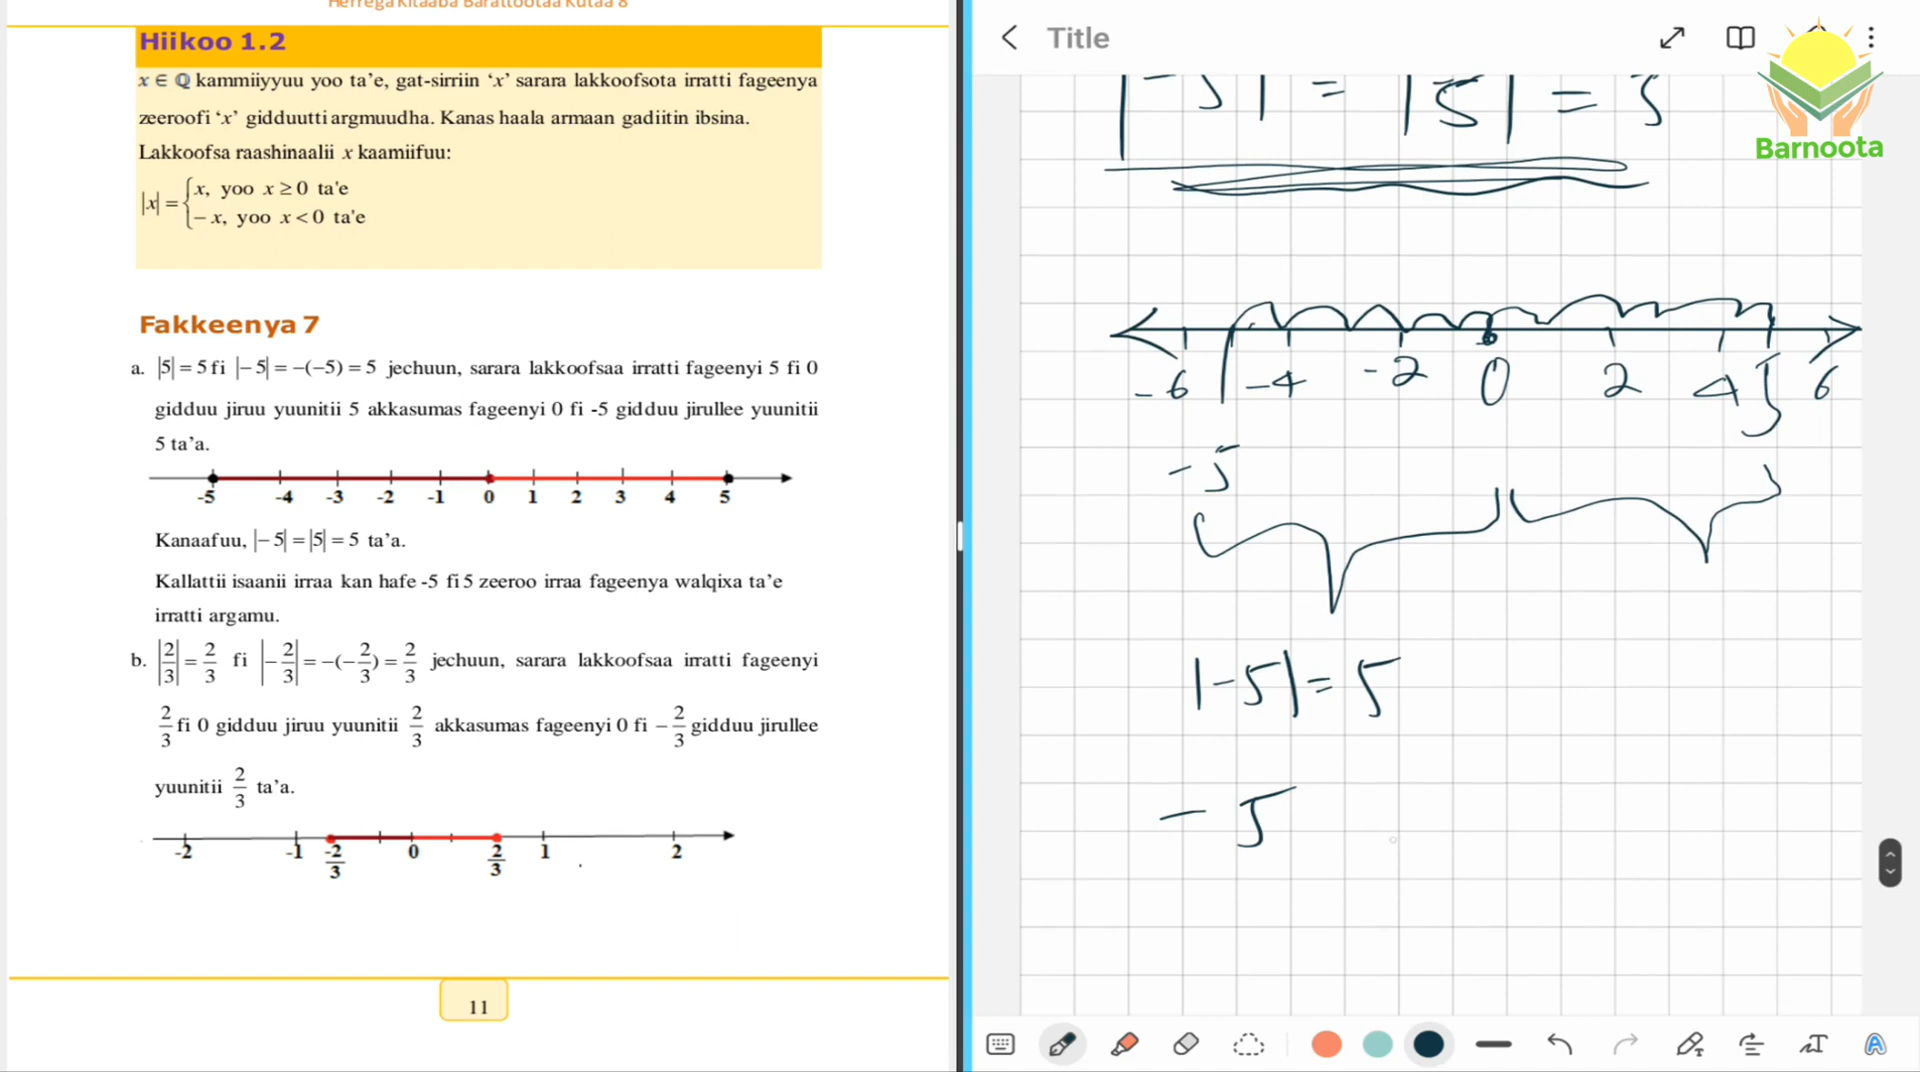 Herrega Kitaaba Barattootaa Kutaa 8
Hiikoo 1.2
x ∈ ℚ kammiiyyuu yoo ta’e, gat-sirriin ‘x’ sarara lakkoofsota irratti fageenya
zeeroofi ‘x’ gidduutti argmuudha. Kanas haala armaan gadiitin ibsina.
Lakkoofsa raashinaalii x kaamiifuu:
|x| = { x, yoo x ≥ 0 ta'e
− x, yoo x < 0 ta'e
Fakkeenya 7
a. |5| = 5 fi |− 5| = −(−5) = 5 jechuun, sarara lakkoofsaa irratti fageenyi 5 fi 0
gidduu jiruu yuunitii 5 akkasumas fageenyi 0 fi -5 gidduu jirullee yuunitii
5 ta’a.
-5 -4 -3 -2 -1 0 1 2 3 4 5
Kanaafuu, |− 5| = |5| = 5 ta’a.
Kallattii isaanii irraa kan hafe -5 fi 5 zeeroo irraa fageenya walqixa ta’e
irratti argamu.
b. |2/3| = 2/3 fi |−2/3| = −(−2/3) = 2/3 jechuun, sarara lakkoofsaa irratti fageenyi
2/3 fi 0 gidduu jiruu yuunitii 2/3 akkasumas fageenyi 0 fi −2/3 gidduu jirullee
yuunitii 2/3 ta’a.
-2 -1 -2/3 0 2/3 1 2
11
Title
Barnoota
|−5| = |5| = 5
-6 -4 -2 0 2 4 5 6
-5
|-5| = 5
-5